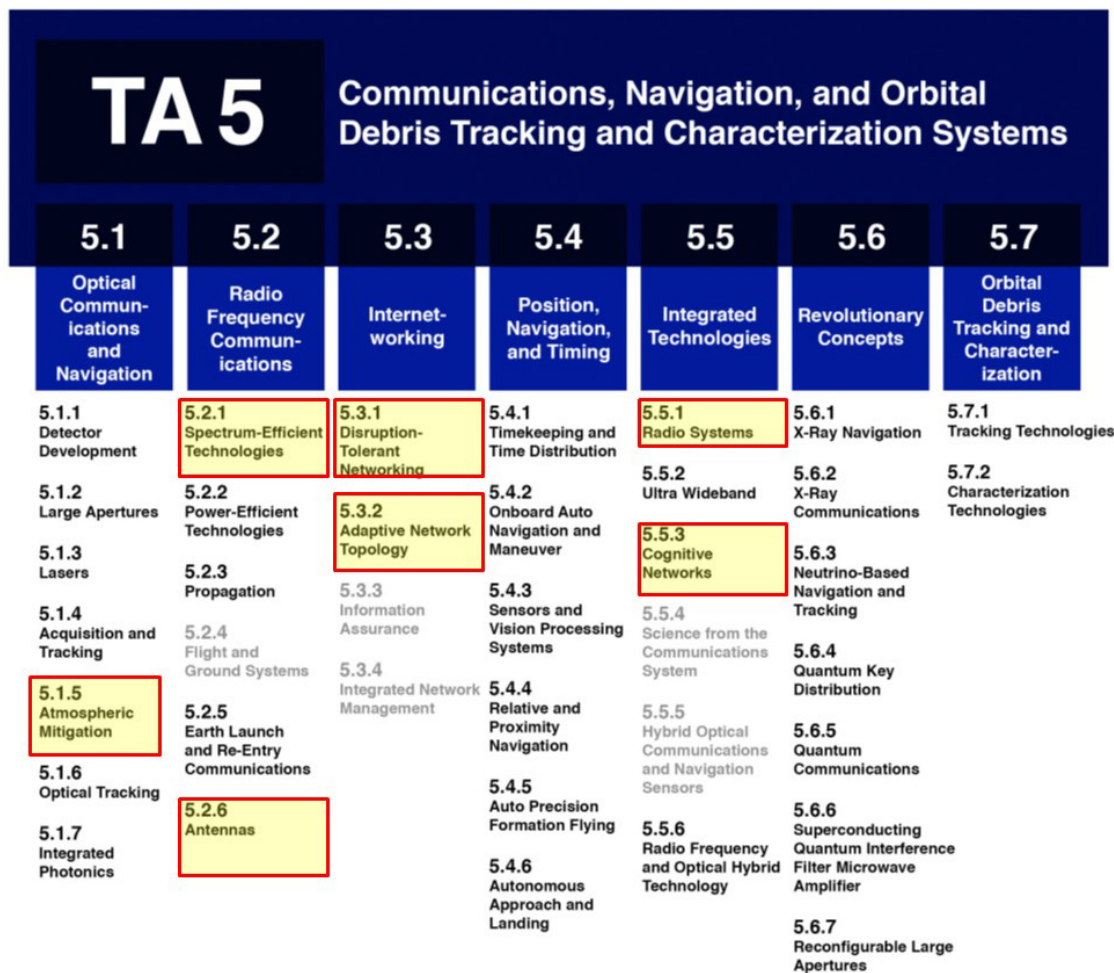 TA 5
Communications, Navigation, and Orbital
Debris Tracking and Characterization Systems
5.1
Optical
Commun-
ications
and
Navigation
5.1.1
Detector
Development
5.1.2
Large Apertures
5.1.3
Lasers
5.1.4
Acquisition and
Tracking
5.1.5
Atmospheric
Mitigation
5.1.6
Optical Tracking
5.1.7
Integrated
Photonics
5.2
Radio
Frequency
Commun-
ications
5.2.1
Spectrum-Efficient
Technologies
5.2.2
Power-Efficient
Technologies
5.2.3
Propagation
5.2.4
Flight and
Ground Systems
5.2.5
Earth Launch
and Re-Entry
Communications
5.2.6
Antennas
5.3
Internet-
working
5.3.1
Disruption-
Tolerant
Networking
5.3.2
Adaptive Network
Topology
5.3.3
Information
Assurance
5.3.4
Integrated Network
Management
5.4
Position,
Navigation,
and Timing
5.4.1
Timekeeping and
Time Distribution
5.4.2
Onboard Auto
Navigation and
Maneuver
5.4.3
Sensors and
Vision Processing
Systems
5.4.4
Relative and
Proximity
Navigation
5.4.5
Auto Precision
Formation Flying
5.4.6
Autonomous
Approach and
Landing
5.5
Integrated
Technologies
5.5.1
Radio Systems
5.5.2
Ultra Wideband
5.5.3
Cognitive
Networks
5.5.4
Science from the
Communications
System
5.5.5
Hybrid Optical
Communications
and Navigation
Sensors
5.5.6
Radio Frequency
and Optical Hybrid
Technology
5.6
Revolutionary
Concepts
5.6.1
X-Ray Navigation
5.6.2
X-Ray
Communications
5.6.3
Neutrino-Based
Navigation and
Tracking
5.6.4
Quantum Key
Distribution
5.6.5
Quantum
Communications
5.6.6
Superconducting
Quantum Interference
Filter Microwave
Amplifier
5.6.7
Reconfigurable Large
Apertures
5.7
Orbital
Debris
Tracking and
Character-
ization
5.7.1
Tracking Technologies
5.7.2
Characterization
Technologies